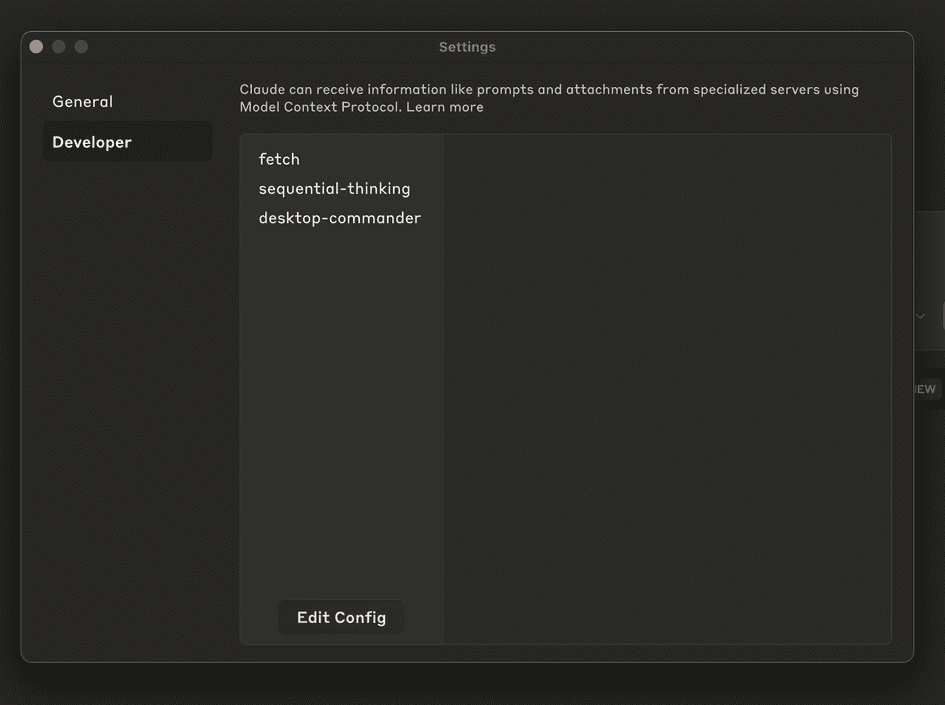 Settings
General
Developer
Claude can receive information like prompts and attachments from specialized servers using
Model Context Protocol. Learn more
fetch
sequential-thinking
desktop-commander
Edit Config